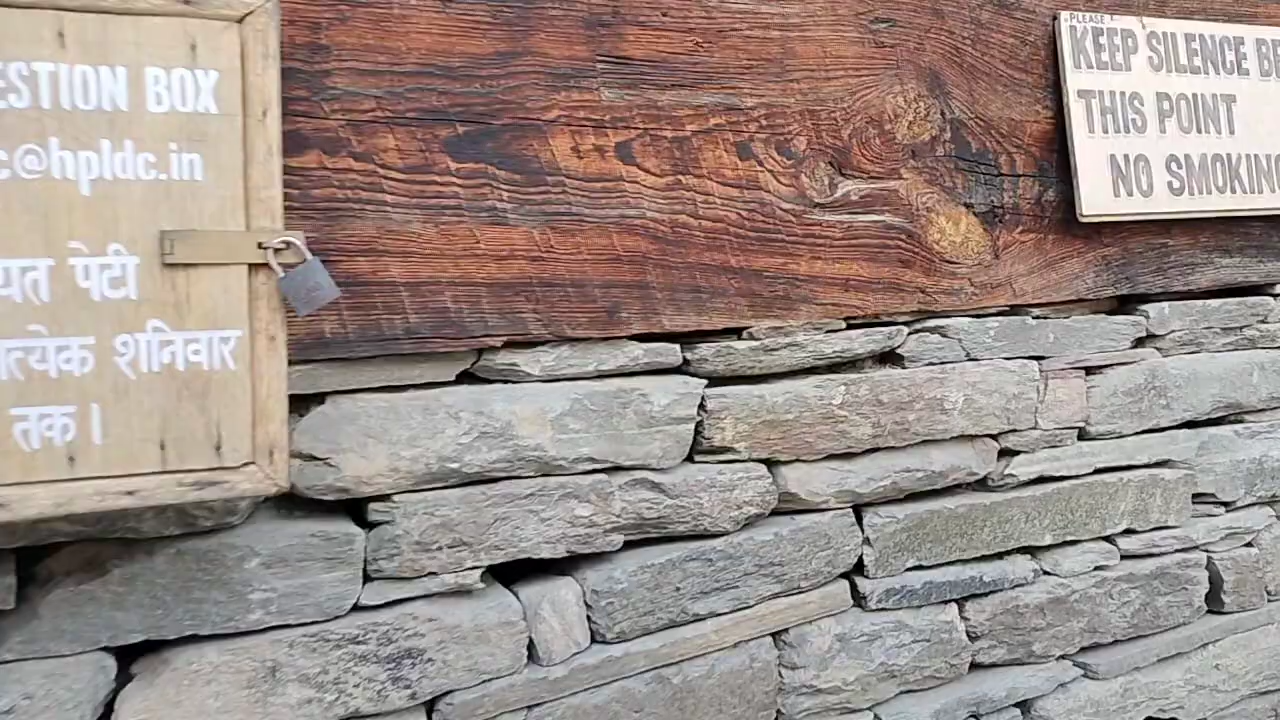 ESTION BOX
c@hpldc.in
यत पेटी
त्येक शनिवार
तक।
PLEASE
KEEP SILENCE BE
THIS POINT
NO SMOKING